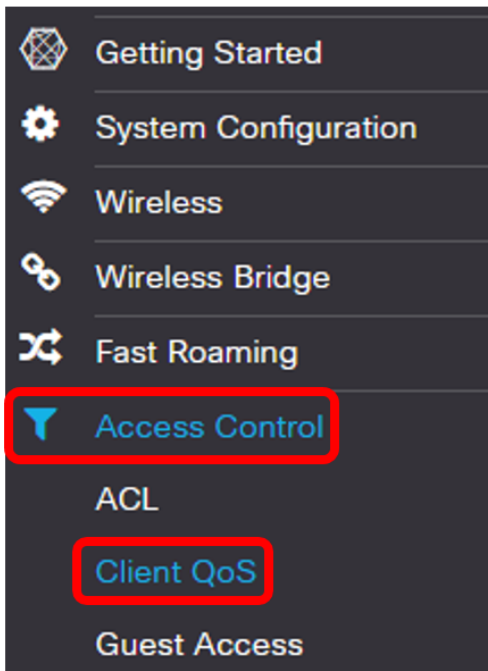 Getting Started
System Configuration
Wireless
Wireless Bridge
Fast Roaming
Access Control
ACL
Client QoS
Guest Access